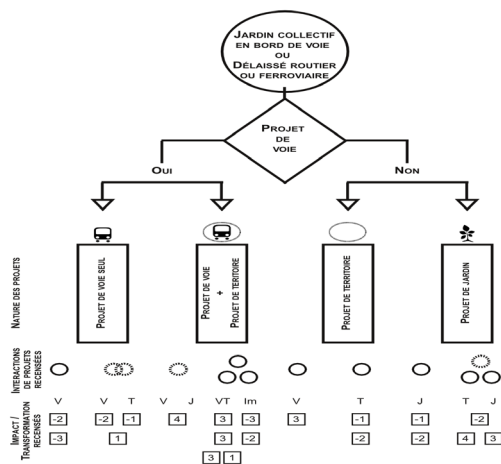 JARDIN COLLECTIF
EN BORD DE VOIE
OU
DÉLAISSÉ ROUTIER
OU FERROVIAIRE
PROJET
DE
VOIE
OUI
NON
NATURE DES PROJETS
PROJET DE VOIE SEUL
PROJET DE VOIE
+
PROJET DE TERITOIRE
PROJET DE TERRITOIRE
PROJET DE JARDIN
INTERACTIONS
DE PROJETS
RECENSÉES
V V T V J VT Im V T J T J
IMPACT /
TRANSFORMATION
RECENSÉS
-2 -2 -1 4 3 -3 3 -1 -1 -2
-3 1 3 -2 -2 -2 4 3
3 1